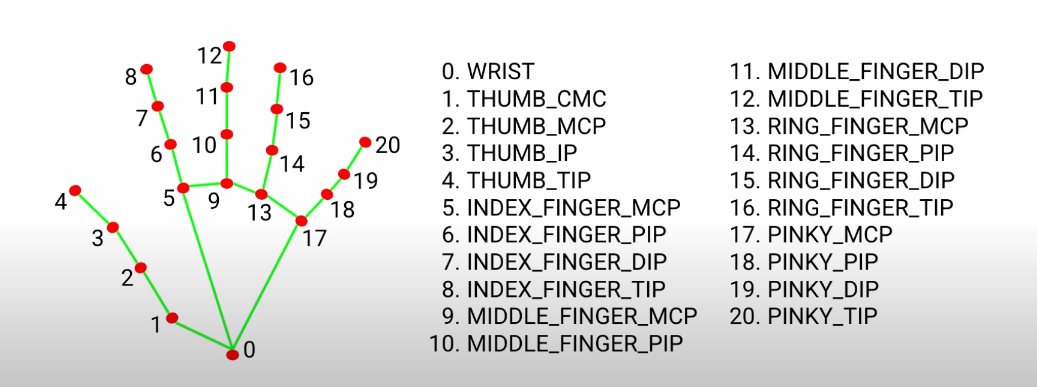 12
8
16
11
7
15
10
6
14
20
19
4
5
9
13
18
3
17
2
1
0
0. WRIST
1. THUMB_CMC
2. THUMB_MCP
3. THUMB_IP
4. THUMB_TIP
5. INDEX_FINGER_MCP
6. INDEX_FINGER_PIP
7. INDEX_FINGER_DIP
8. INDEX_FINGER_TIP
9. MIDDLE_FINGER_MCP
10. MIDDLE_FINGER_PIP
11. MIDDLE_FINGER_DIP
12. MIDDLE_FINGER_TIP
13. RING_FINGER_MCP
14. RING_FINGER_PIP
15. RING_FINGER_DIP
16. RING_FINGER_TIP
17. PINKY_MCP
18. PINKY_PIP
19. PINKY_DIP
20. PINKY_TIP